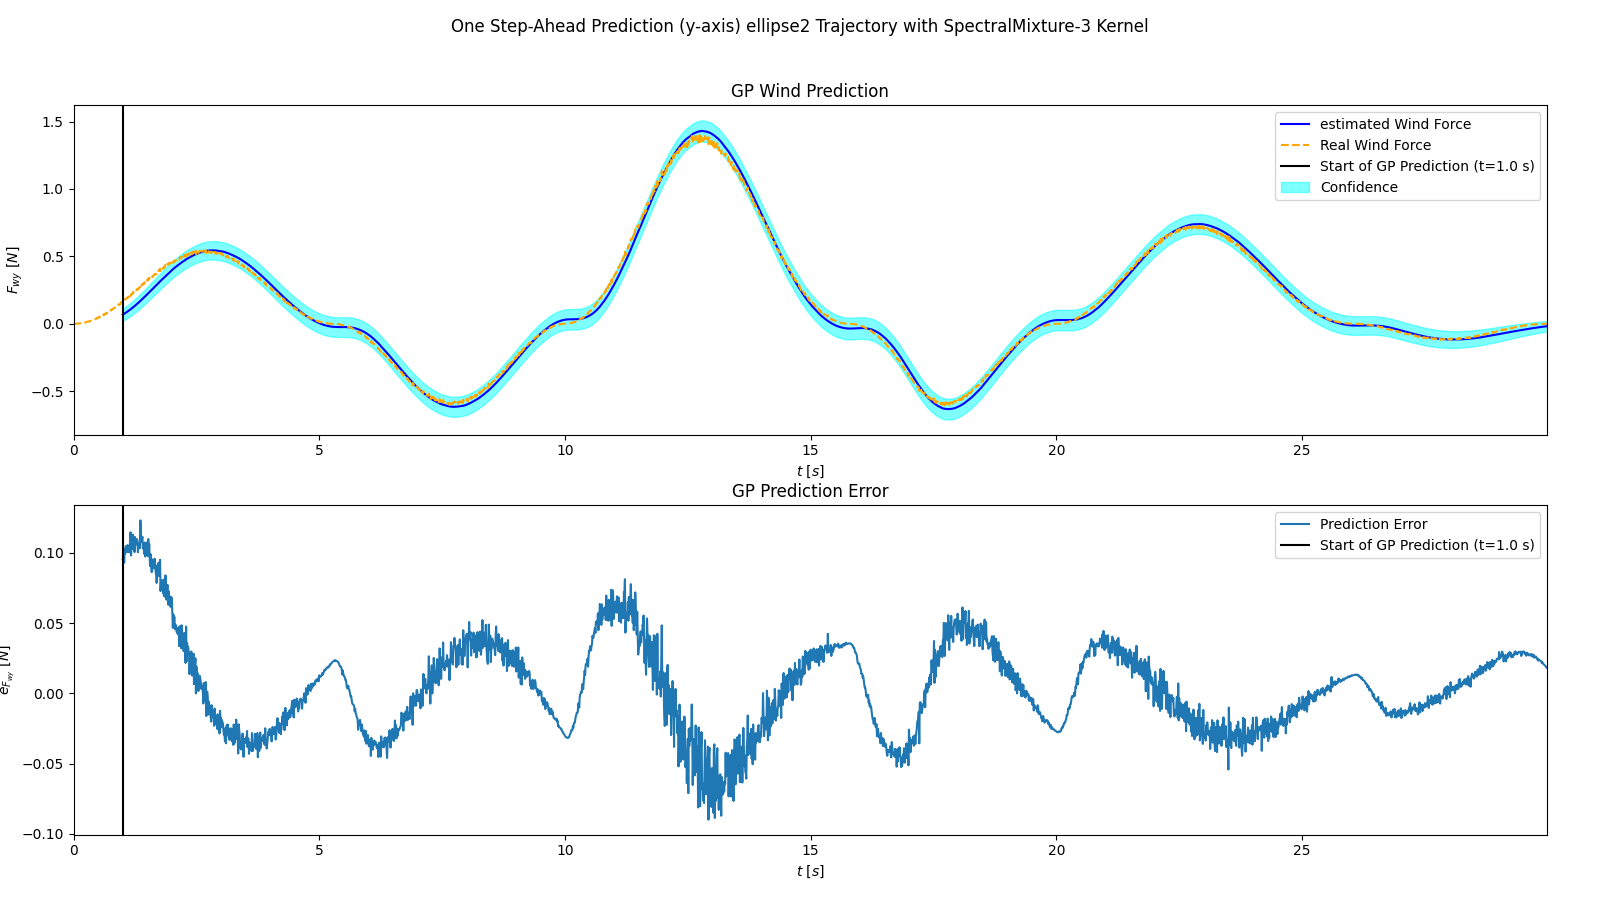 One Step-Ahead Prediction (y-axis) ellipse2 Trajectory with SpectralMixture-3 Kernel
GP Wind Prediction
estimated Wind Force
Real Wind Force
Start of GP Prediction (t=1.0 s)
Confidence
1.5
1.0
0.5
0.0
−0.5
F_wy [N]
0 5 10 15 20 25
t [s]
GP Prediction Error
Prediction Error
Start of GP Prediction (t=1.0 s)
0.10
0.05
0.00
−0.05
−0.10
e_F_wy [N]
0 5 10 15 20 25
t [s]